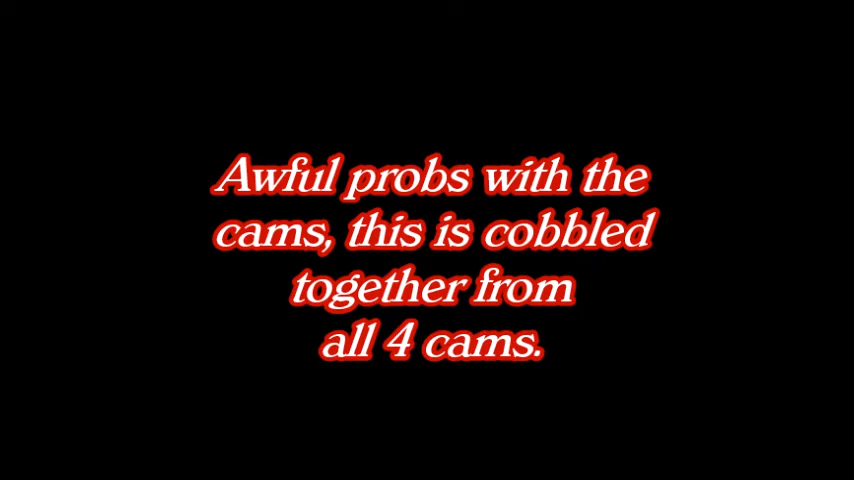 Awful probs with the
cams, this is cobbled
together from
all 4 cams.